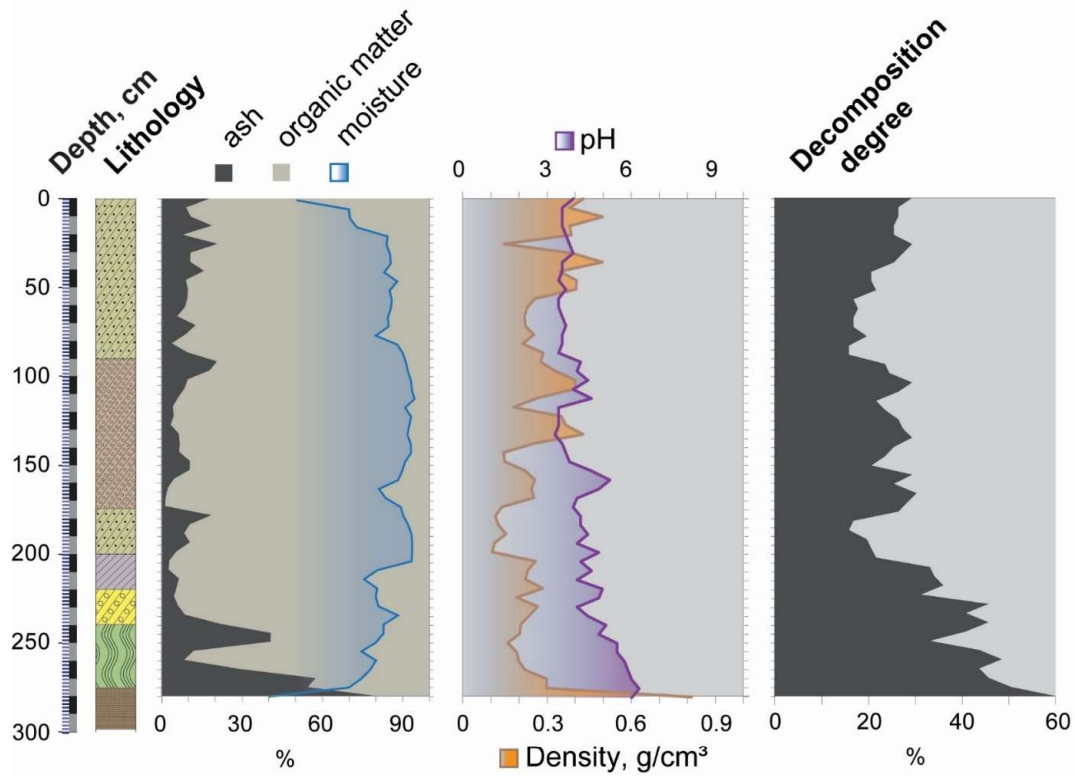 Depth, cm
Lithology
ash
organic matter
moisture
pH
Decomposition
degree
0 3 6 9
0
50
100
150
200
250
300
0 30 60 90
%
0 0.3 0.6 0.9
Density, g/cm³
0 20 40 60
%